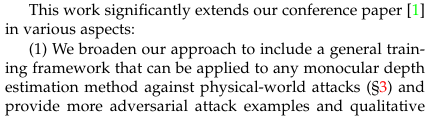 This work significantly extends our conference paper [1]
in various aspects:
(1) We broaden our approach to include a general train-
ing framework that can be applied to any monocular depth
estimation method against physical-world attacks (§3) and
provide more adversarial attack examples and qualitative